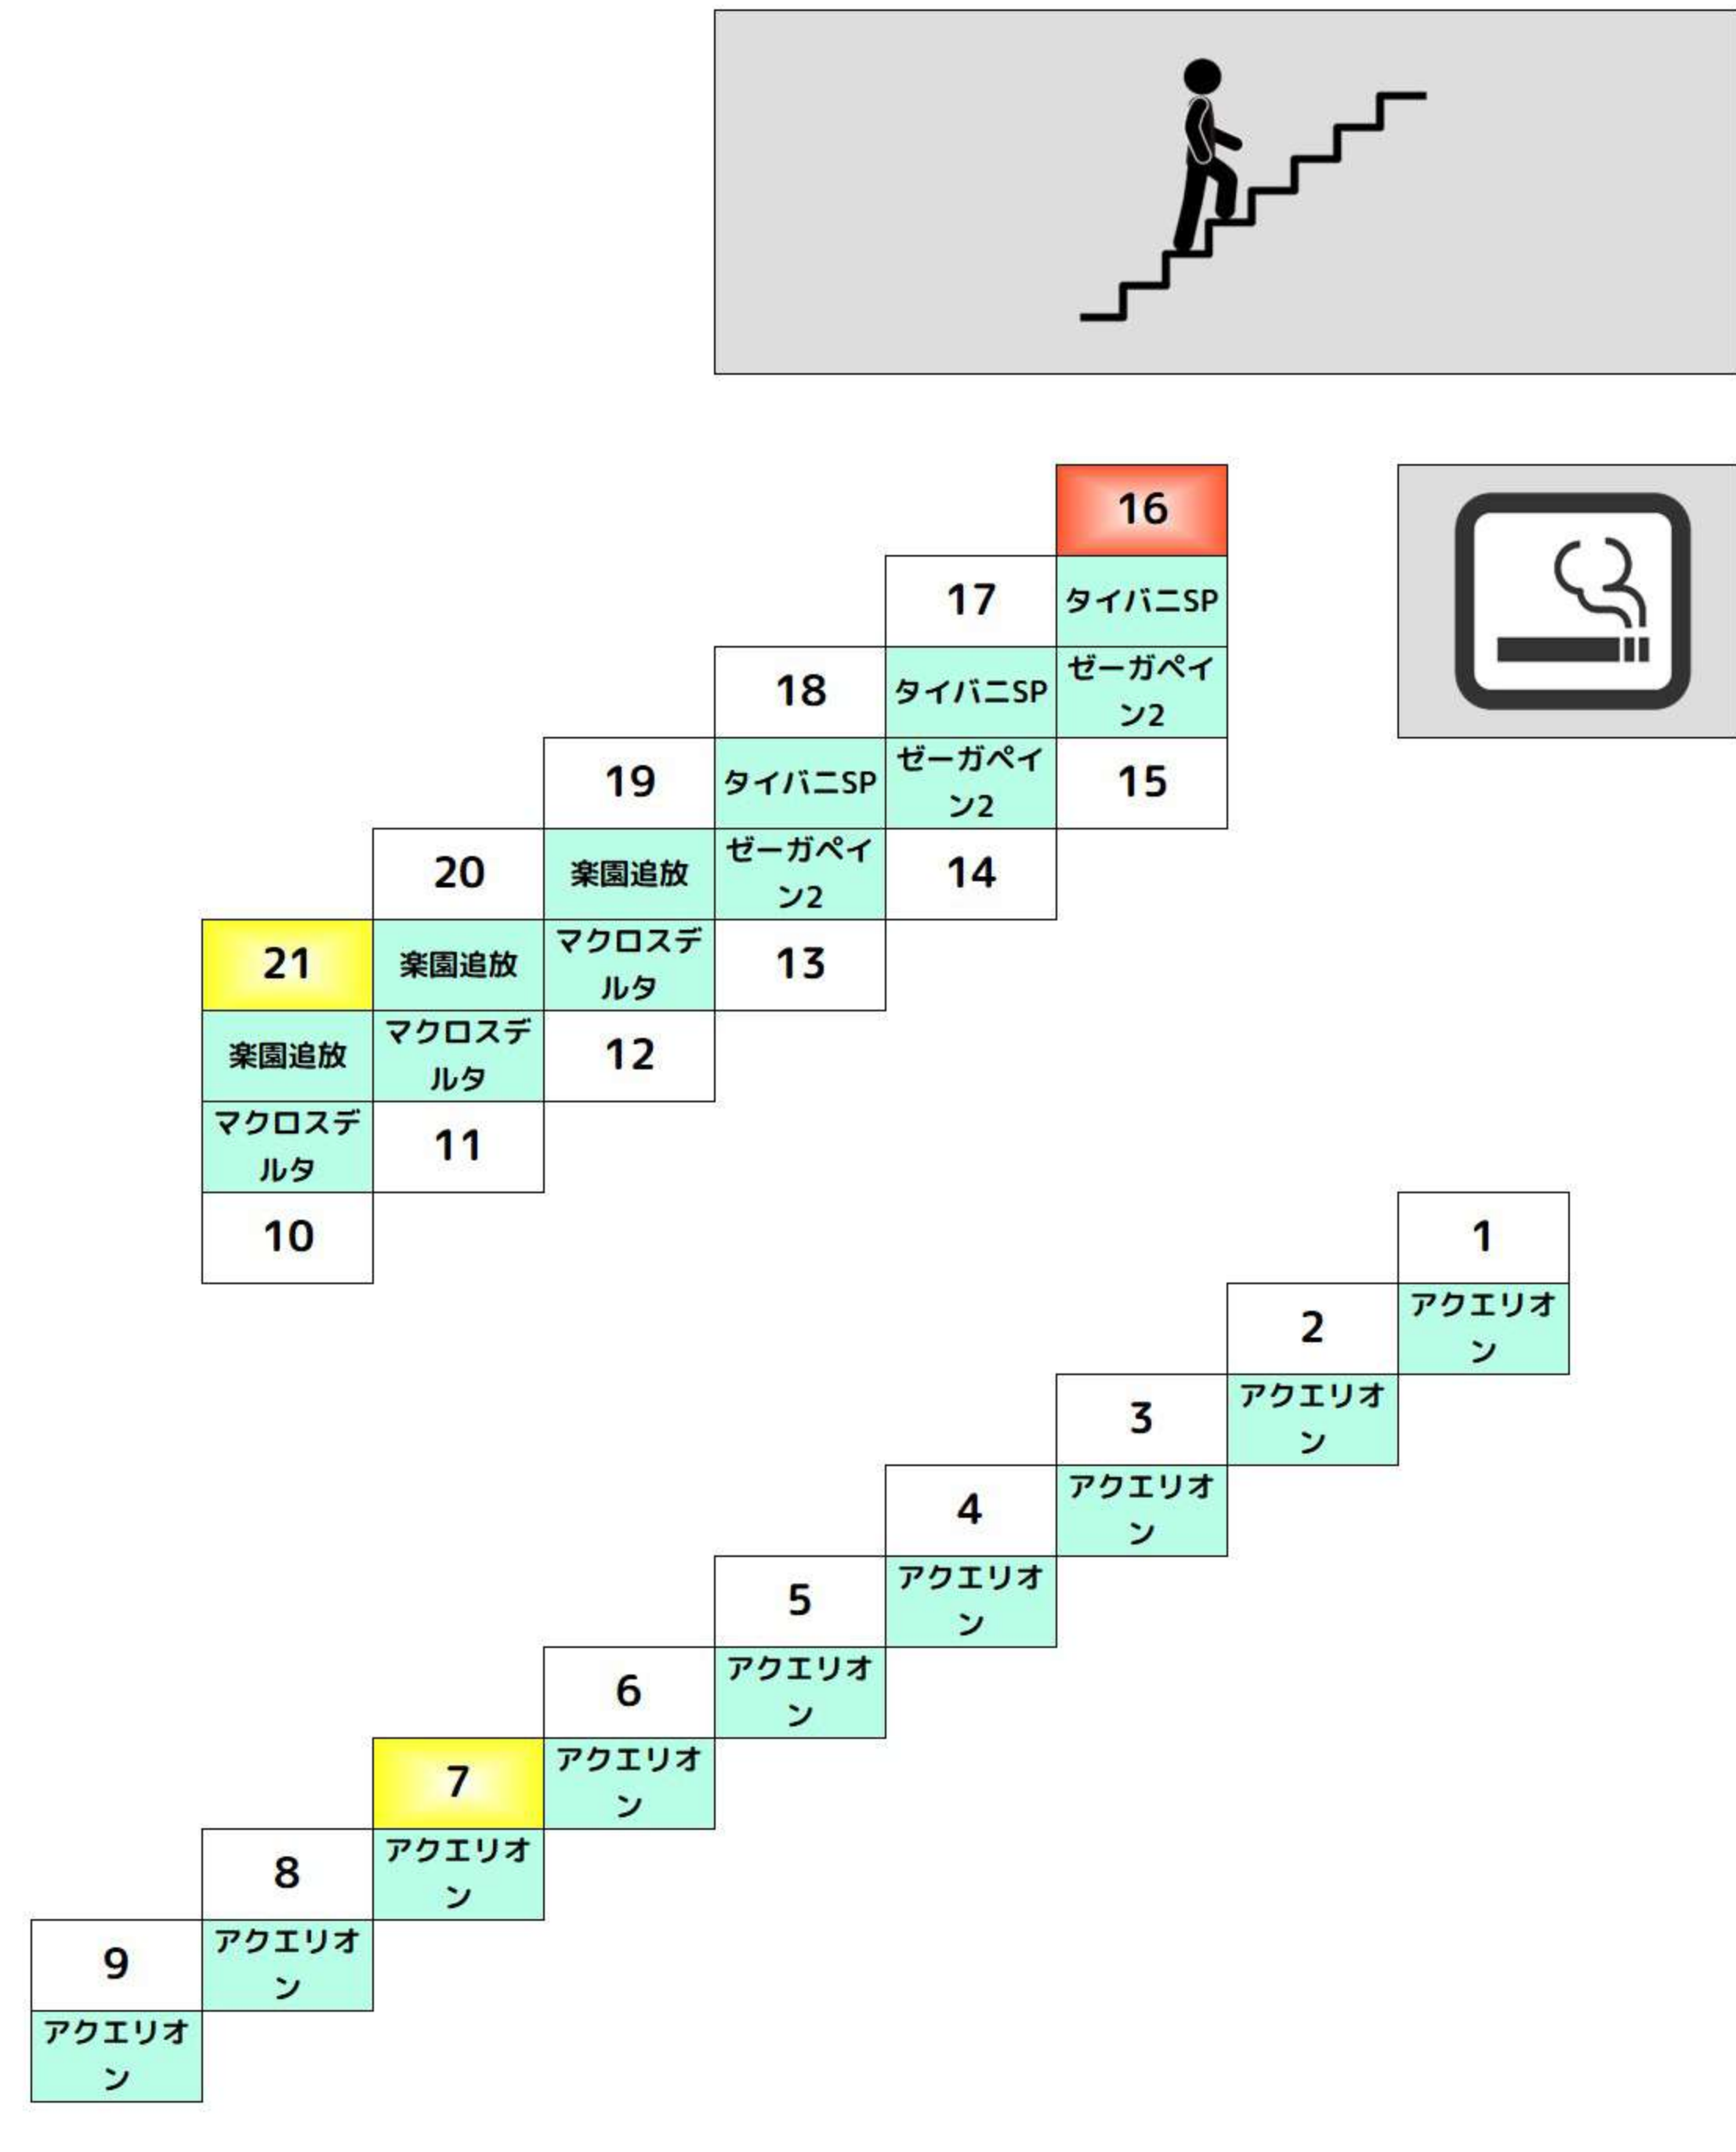 16
17
タイバニSP
18
タイバニSP
ゼーガペイ
ン2
19
タイバニSP
ゼーガペイ
ン2
15
20
楽園追放
ゼーガペイ
ン2
14
21
楽園追放
マクロスデ
ルタ
13
楽園追放
マクロスデ
ルタ
12
マクロスデ
ルタ
11
10
1
2
アクエリオ
ン
3
アクエリオ
ン
4
アクエリオ
ン
5
アクエリオ
ン
6
アクエリオ
ン
7
アクエリオ
ン
8
アクエリオ
ン
9
アクエリオ
ン
アクエリオ
ン